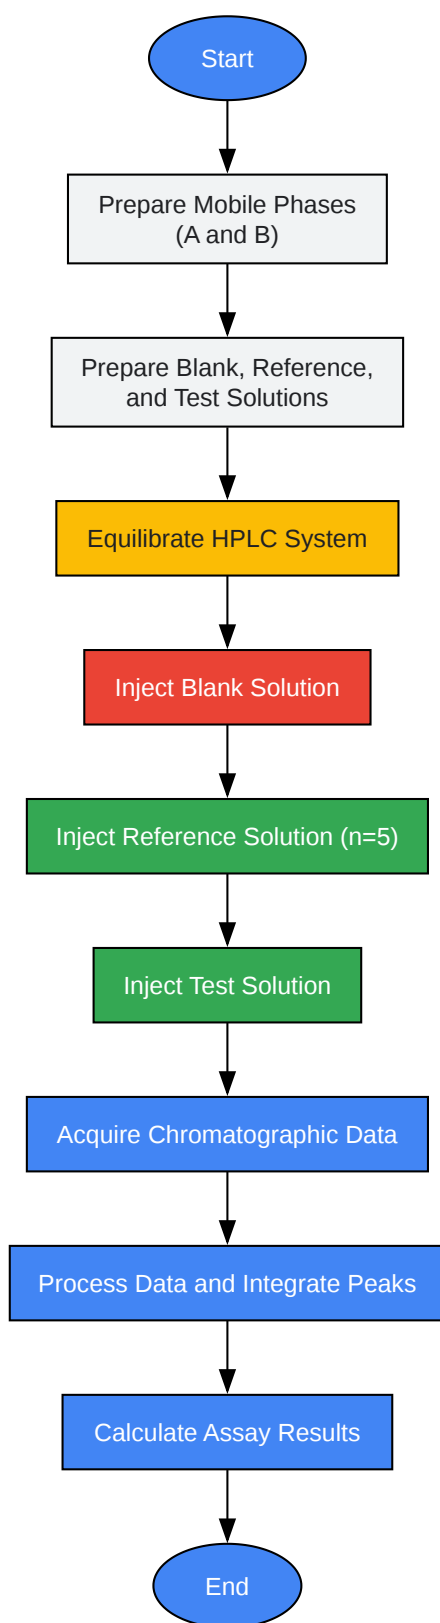 Start
Prepare Mobile Phases
(A and B)
Prepare Blank, Reference,
and Test Solutions
Equilibrate HPLC System
Inject Blank Solution
Inject Reference Solution (n=5)
Inject Test Solution
Acquire Chromatographic Data
Process Data and Integrate Peaks
Calculate Assay Results
End